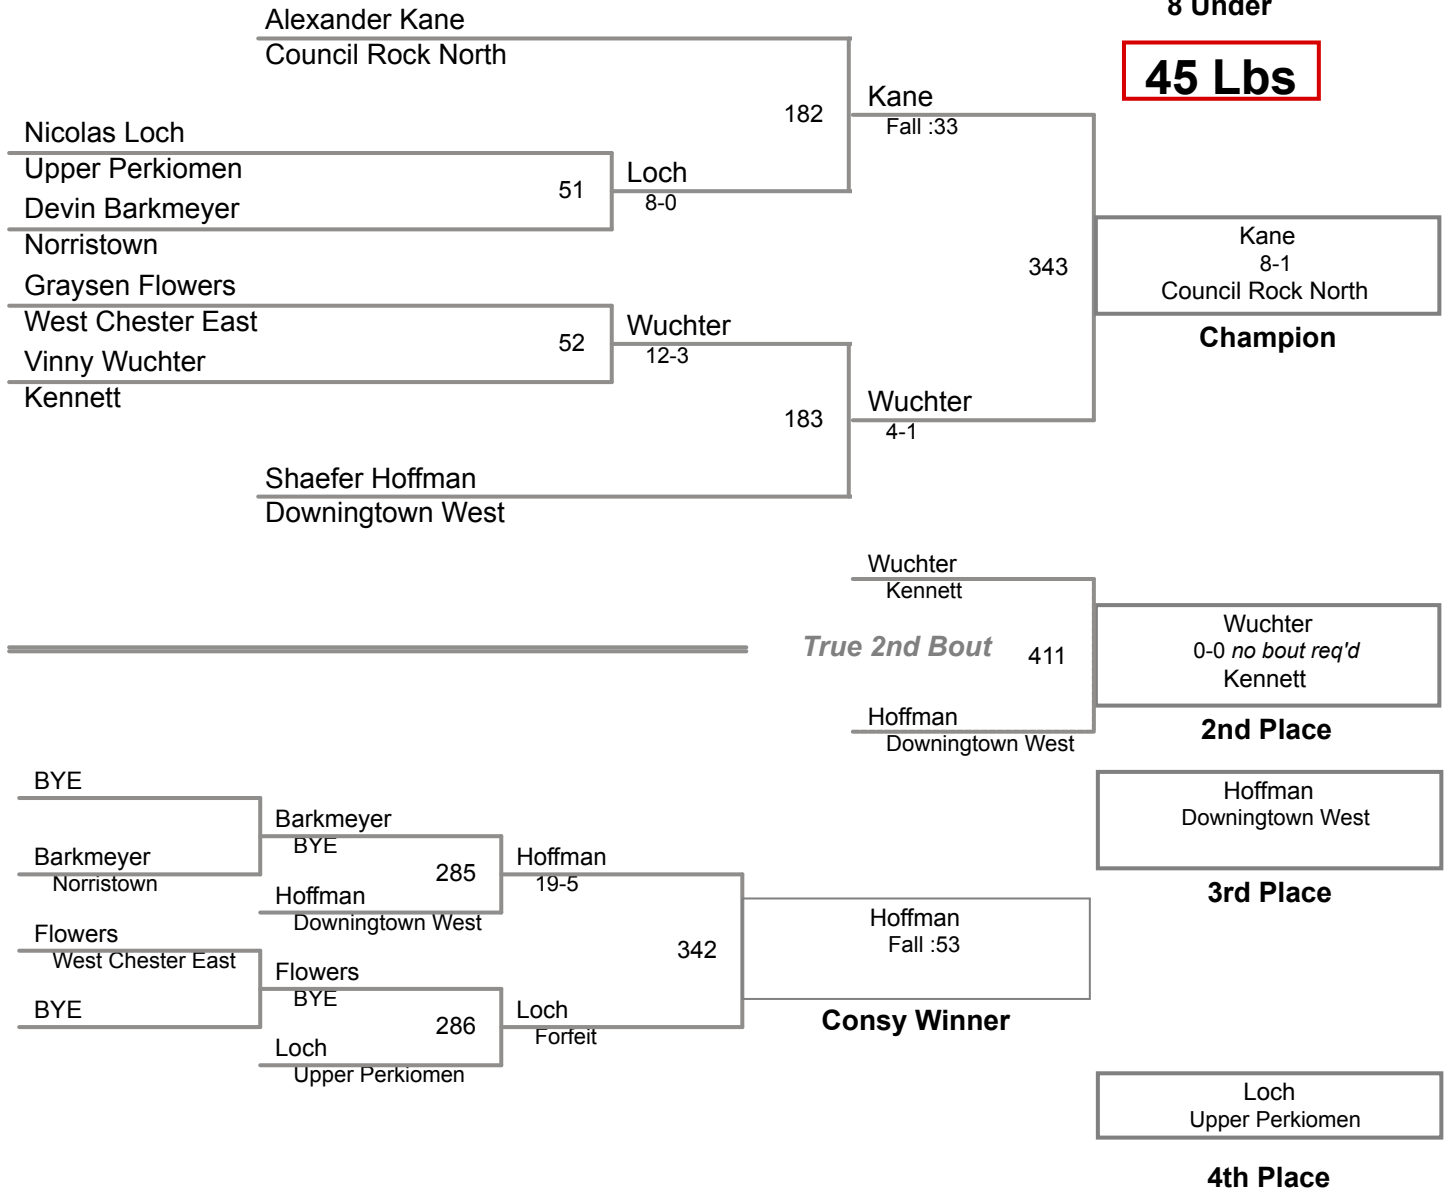 8 Under
45 Lbs
Alexander Kane
Council Rock North
182
Kane
Fall :33
Nicolas Loch
Upper Perkiomen
51
Loch
8-0
Devin Barkmeyer
Norristown
343
Kane
8-1
Council Rock North
Champion
Graysen Flowers
West Chester East
52
Wuchter
12-3
Vinny Wuchter
Kennett
183
Wuchter
4-1
Shaefer Hoffman
Downingtown West
Wuchter
Kennett
True 2nd Bout
411
Wuchter
0-0 no bout req'd
Kennett
2nd Place
Hoffman
Downingtown West
BYE
Barkmeyer
BYE
Barkmeyer
Norristown
285
Hoffman
19-5
Hoffman
Downingtown West
Hoffman
Downingtown West
3rd Place
Flowers
West Chester East
342
Hoffman
Fall :53
Consy Winner
Flowers
BYE
BYE
286
Loch
Forfeit
Loch
Upper Perkiomen
Loch
Upper Perkiomen
4th Place